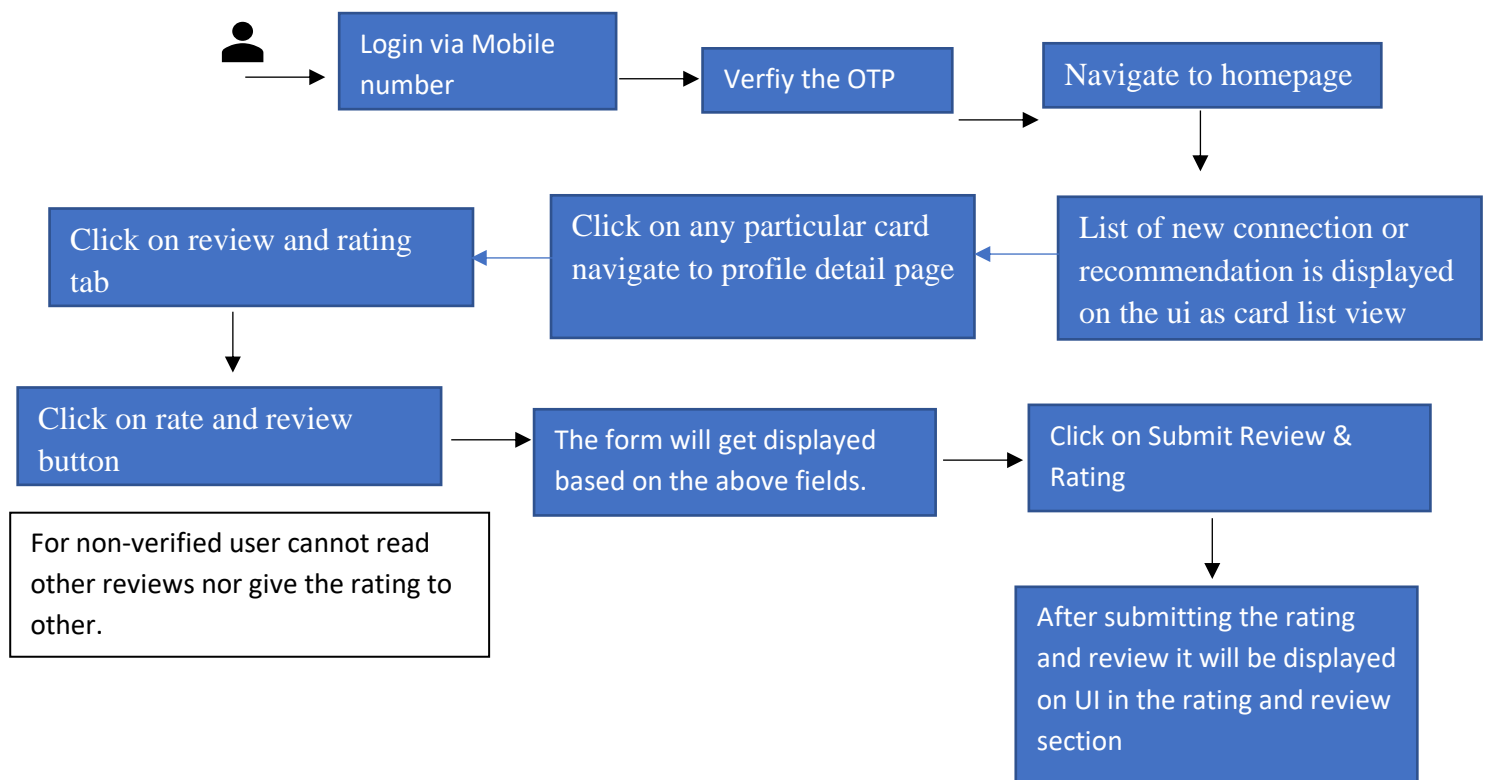 Login via Mobile
number
Verfiy the OTP
Navigate to homepage
List of new connection or
recommendation is displayed
on the ui as card list view
Click on any particular card
navigate to profile detail page
Click on review and rating
tab
Click on rate and review
button
The form will get displayed
based on the above fields.
Click on Submit Review &
Rating
For non-verified user cannot read
other reviews nor give the rating to
other.
After submitting the rating
and review it will be displayed
on UI in the rating and review
section